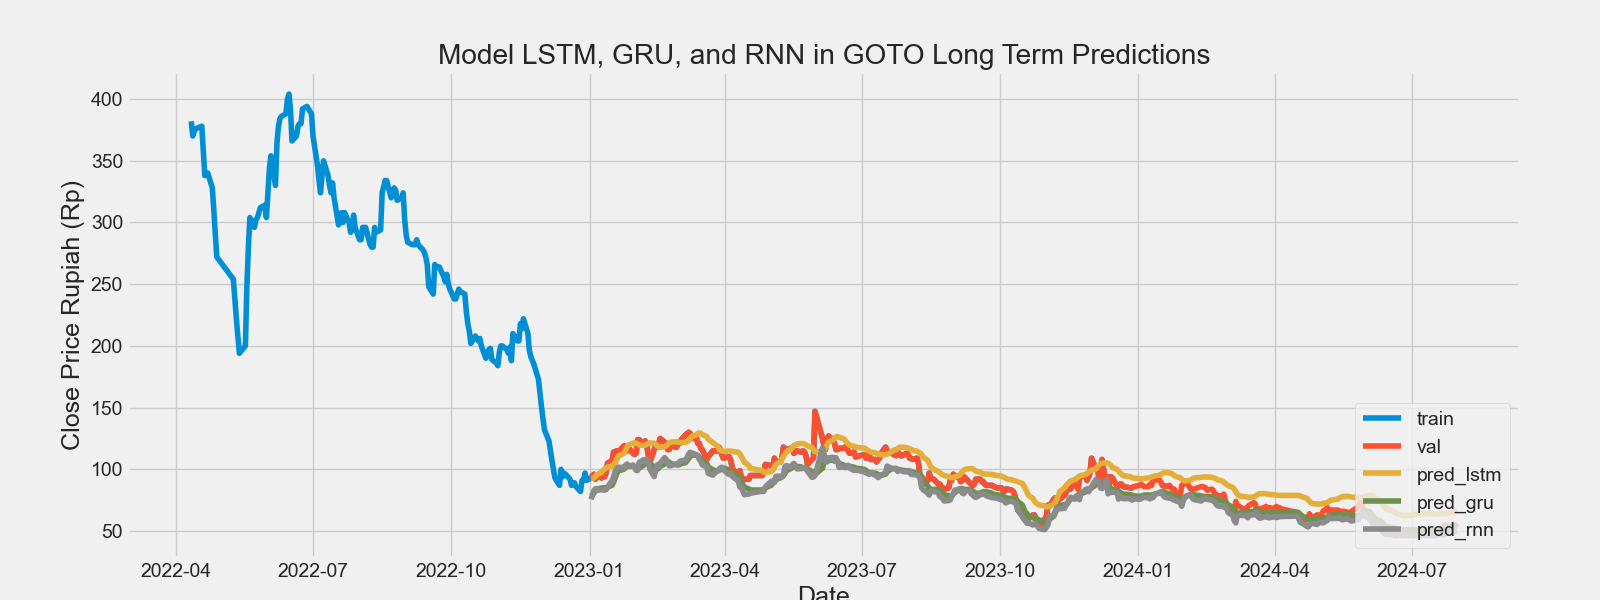 Model LSTM, GRU, and RNN in GOTO Long Term Predictions
Close Price Rupiah (Rp)
400
350
300
250
200
150
100
50
train
val
pred_lstm
pred_gru
pred_rnn
2022-04 2022-07 2022-10 2023-01 2023-04 2023-07 2023-10 2024-01 2024-04 2024-07
Date